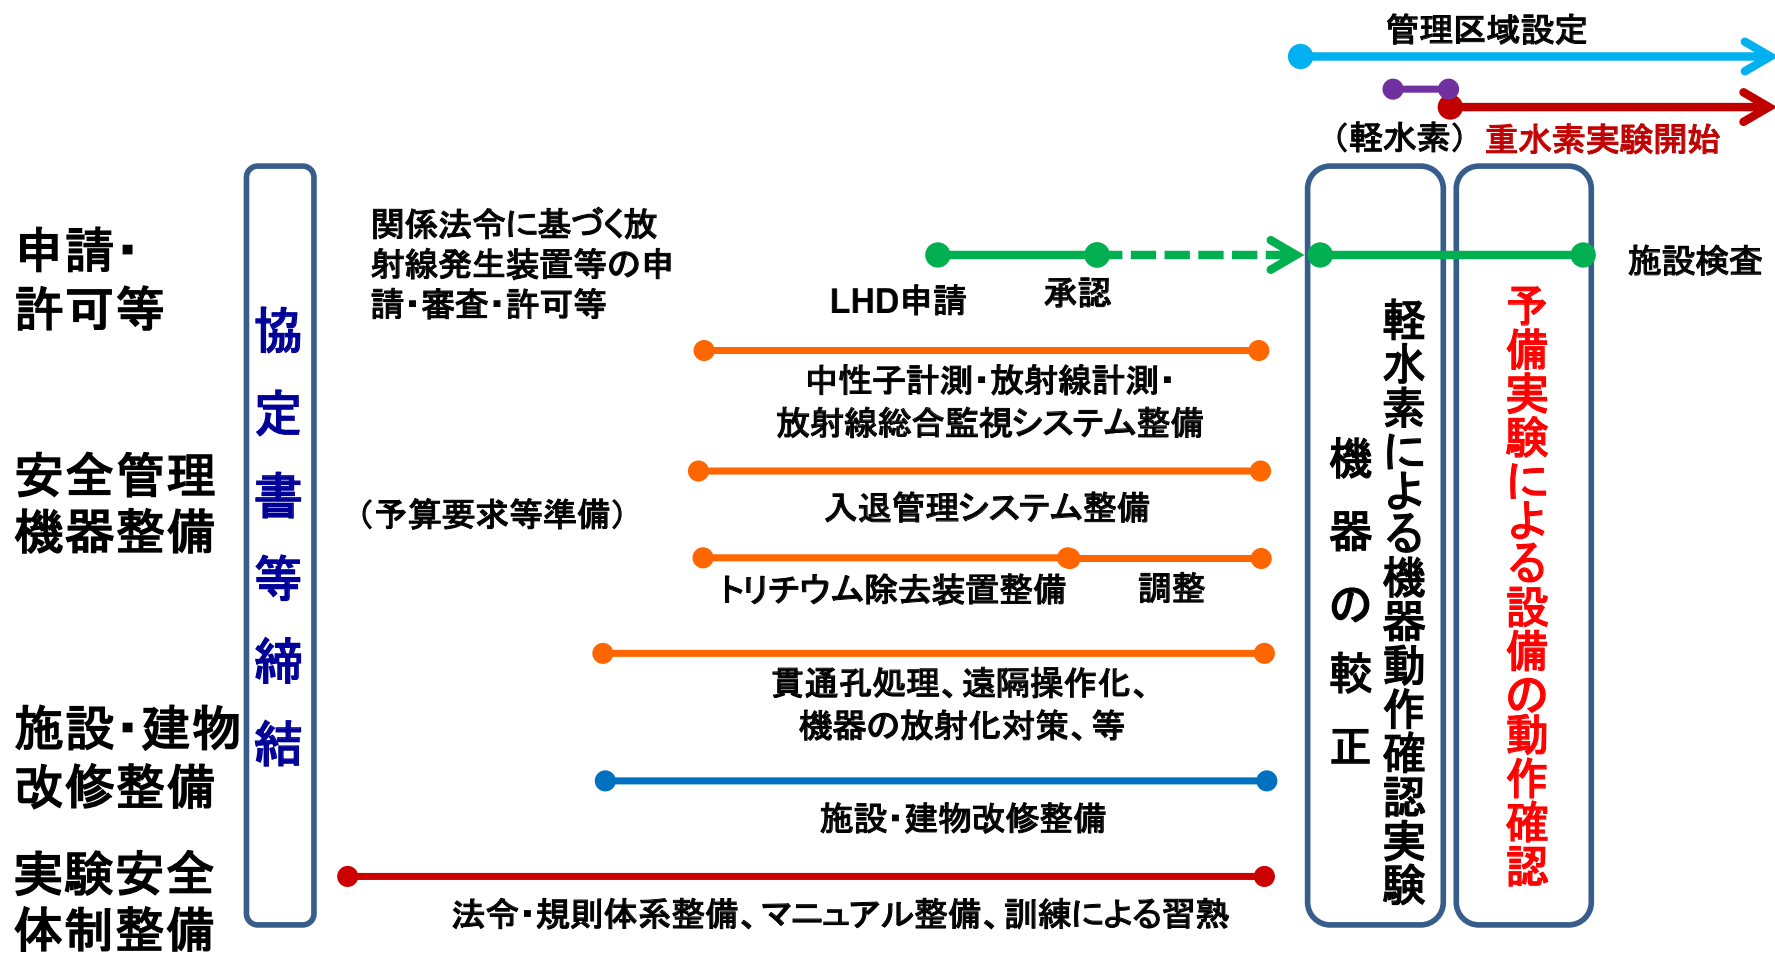 管理区域設定
（軽水素）
重水素実験開始
申請・
許可等
安全管理
機器整備
施設・建物
改修整備
実験安全
体制整備
協定書等締結
関係法令に基づく放
射線発生装置等の申
請・審査・許可等
（予算要求等準備）
LHD申請
承認
施設検査
中性子計測・放射線計測・
放射線総合監視システム整備
入退管理システム整備
トリチウム除去装置整備
調整
貫通孔処理、遠隔操作化、
機器の放射化対策、等
施設・建物改修整備
法令・規則体系整備、マニュアル整備、訓練による習熟
軽水素による機器動作確認実験
機器の較正
予備実験による設備の動作確認